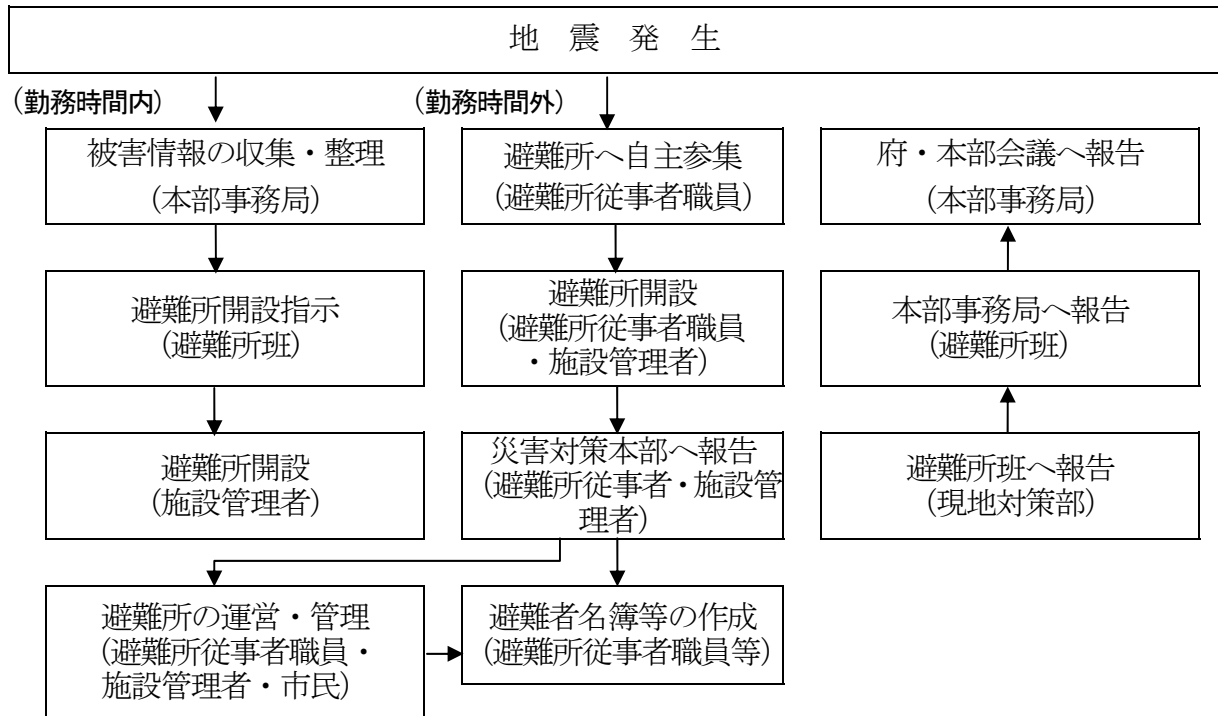 地　震　発　生
（勤務時間内）
（勤務時間外）
被害情報の収集・整理
（本部事務局）
避難所へ自主参集
（避難所従事者職員）
府・本部会議へ報告
（本部事務局）
避難所開設指示
（避難所班）
避難所開設
（避難所従事者職員
・施設管理者）
本部事務局へ報告
（避難所班）
避難所開設
（施設管理者）
災害対策本部へ報告
（避難所従事者・施設管
理者）
避難所班へ報告
（現地対策部）
避難所の運営・管理
（避難所従事者職員・
施設管理者・市民）
避難者名簿等の作成
（避難所従事者職員等）